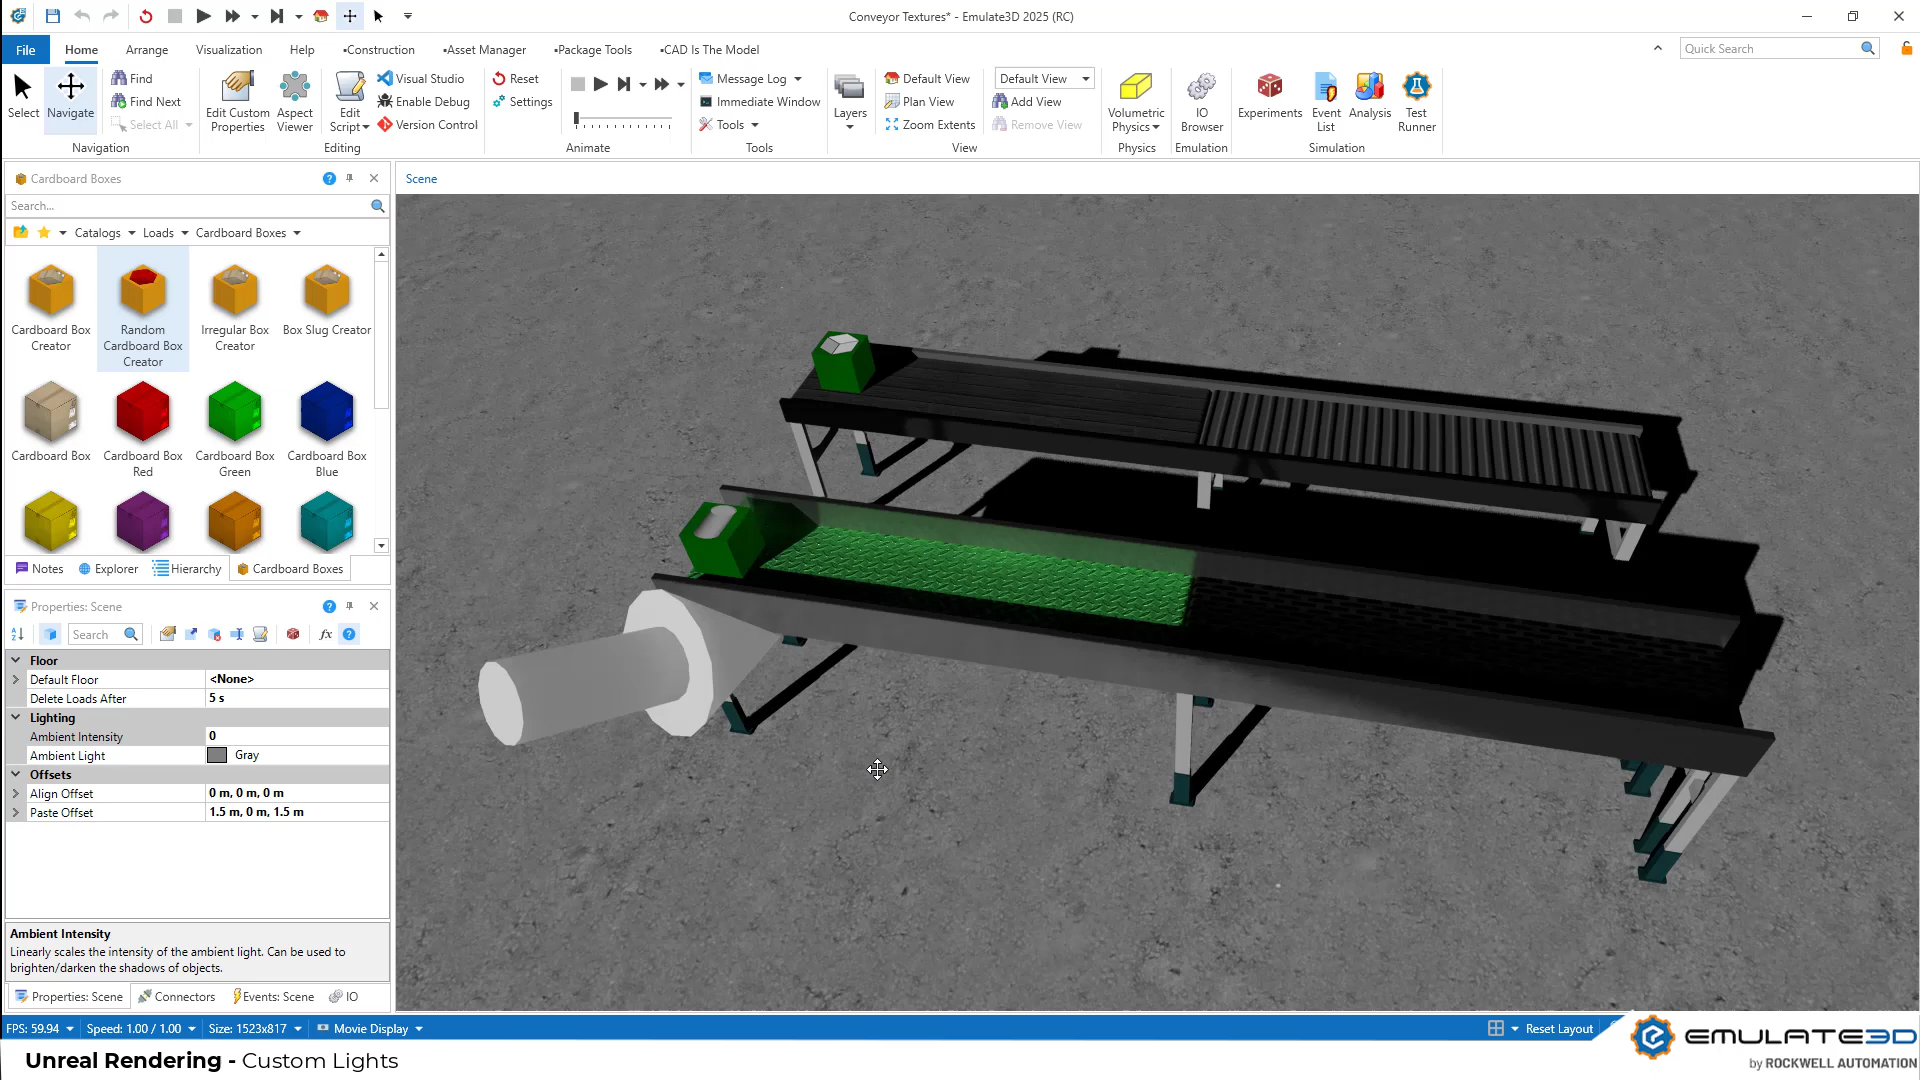 Conveyor Textures* - Emulate3D 2025 (RC)
File Home Arrange Visualization Help •Construction •Asset Manager •Package Tools •CAD Is The Model
Quick Search
Select
Navigate
Navigation
Find
Find Next
Select All
Edit Custom Properties
Aspect Viewer
Edit Script
Visual Studio
Enable Debug
Version Control
Editing
Reset
Settings
Animate
Message Log
Immediate Window
Tools
Tools
Layers
Default View
Plan View
Zoom Extents
Default View
Add View
Remove View
View
Volumetric Physics
Physics
IO Browser
Emulation
Experiments
Event List
Analysis
Test Runner
Simulation
Cardboard Boxes
Search...
Catalogs Loads Cardboard Boxes
Cardboard Box Creator
Random Cardboard Box Creator
Irregular Box Creator
Box Slug Creator
Cardboard Box
Cardboard Box Red
Cardboard Box Green
Cardboard Box Blue
Notes Explorer Hierarchy Cardboard Boxes
Properties: Scene
Search
fx
Floor
Default Floor <None>
Delete Loads After 5 s
Lighting
Ambient Intensity 0
Ambient Light Gray
Offsets
Align Offset 0 m, 0 m, 0 m
Paste Offset 1.5 m, 0 m, 1.5 m
Ambient Intensity
Linearly scales the intensity of the ambient light. Can be used to
brighten/darken the shadows of objects.
Properties: Scene Connectors Events: Scene IO
Scene
FPS: 59.94 Speed: 1.00 / 1.00 Size: 1523x817 Movie Display Reset Layout
Unreal Rendering - Custom Lights
EMULATE3D
by ROCKWELL AUTOMATION